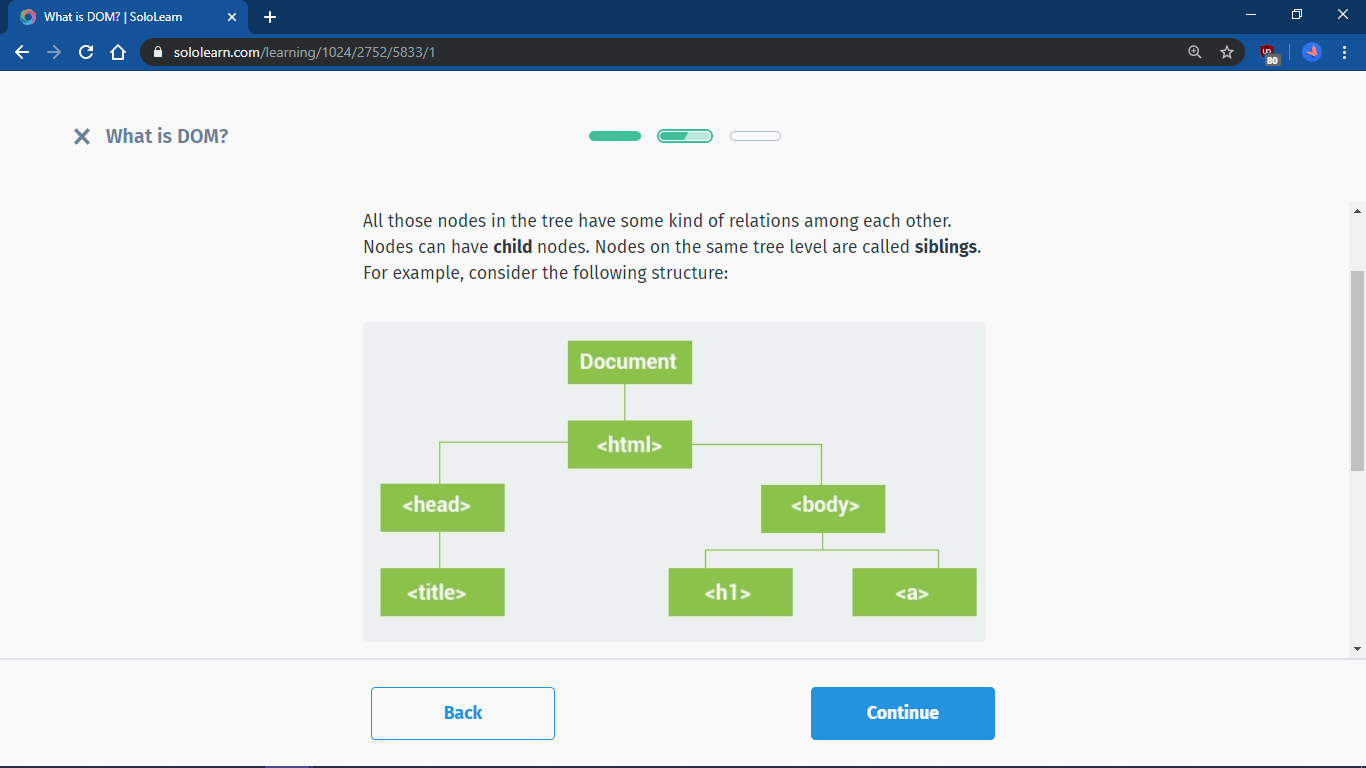 What is DOM? | SoloLearn
sololearn.com/learning/1024/2752/5833/1
80
What is DOM?
All those nodes in the tree have some kind of relations among each other.
Nodes can have child nodes. Nodes on the same tree level are called siblings.
For example, consider the following structure:
Document
<html>
<head>
<body>
<title>
<h1>
<a>
Back
Continue